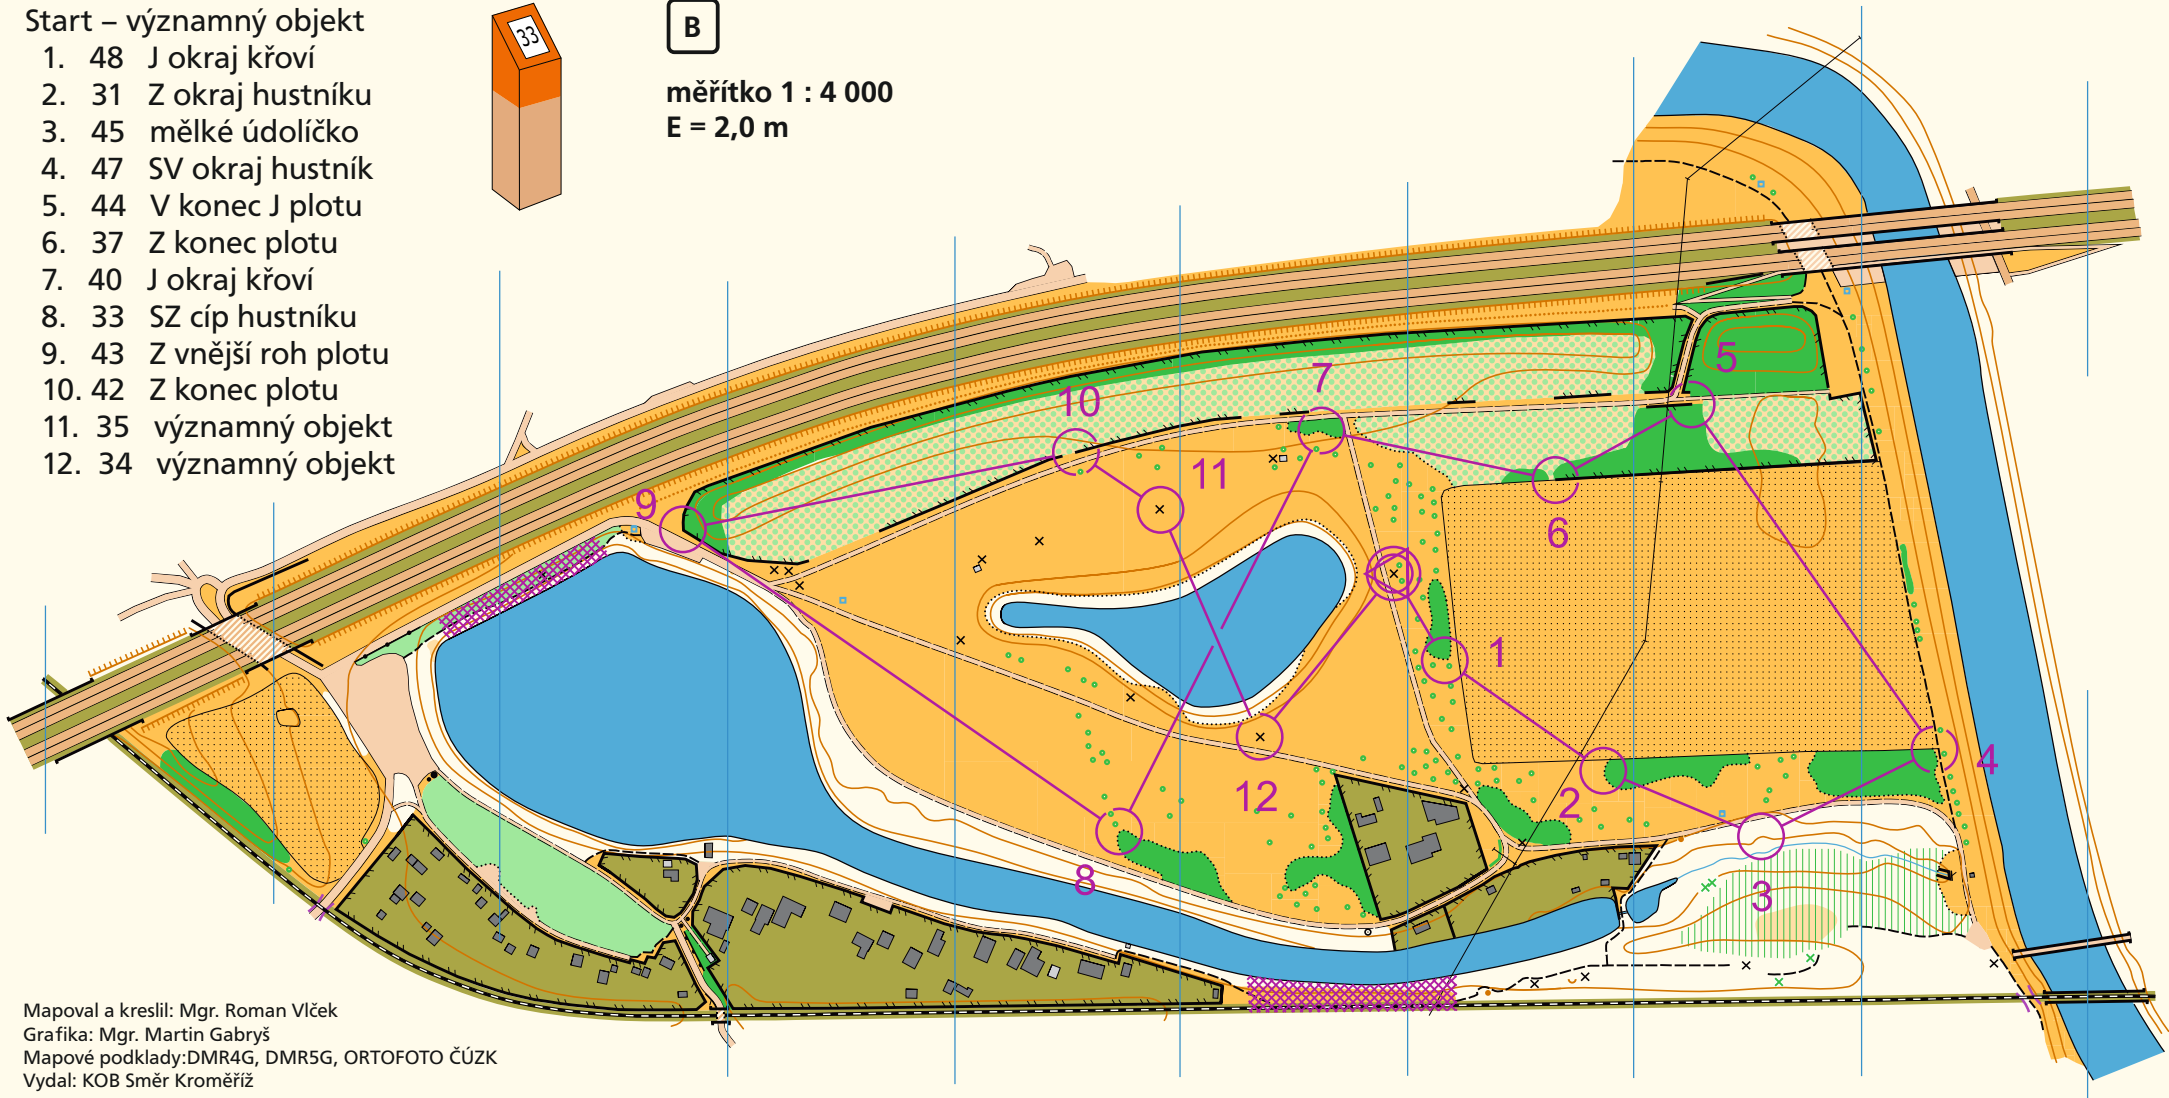 Start – významný objekt
1. 48 J okraj křoví
2. 31 Z okraj hustníku
3. 45 mělké údolíčko
4. 47 SV okraj hustník
5. 44 V konec J plotu
6. 37 Z konec plotu
7. 40 J okraj křoví
8. 33 SZ cíp hustníku
9. 43 Z vnější roh plotu
10. 42 Z konec plotu
11. 35 významný objekt
12. 34 významný objekt
33
B
měřítko 1 : 4 000
E = 2,0 m
5
7
10
11
9
6
1
4
12
2
8
3
Mapoval a kreslil: Mgr. Roman Vlček
Grafika: Mgr. Martin Gabryš
Mapové podklady:DMR4G, DMR5G, ORTOFOTO ČÚZK
Vydal: KOB Směr Kroměříž